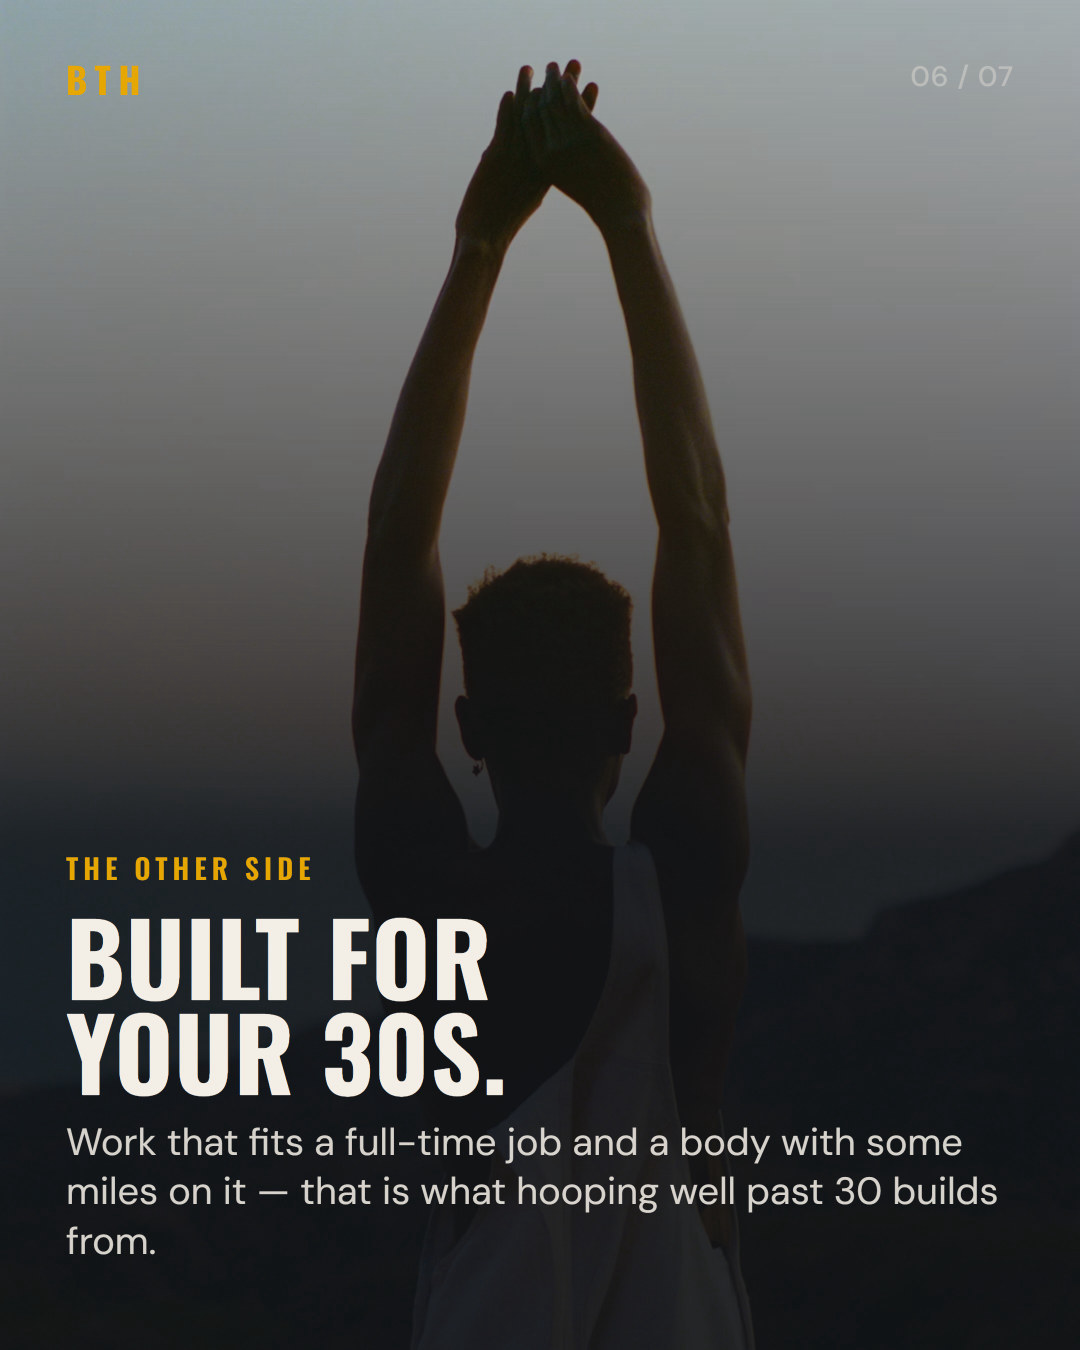 BTH
06 / 07
THE OTHER SIDE
BUILT FOR
YOUR 30S.
Work that fits a full-time job and a body with some
miles on it — that is what hooping well past 30 builds
from.